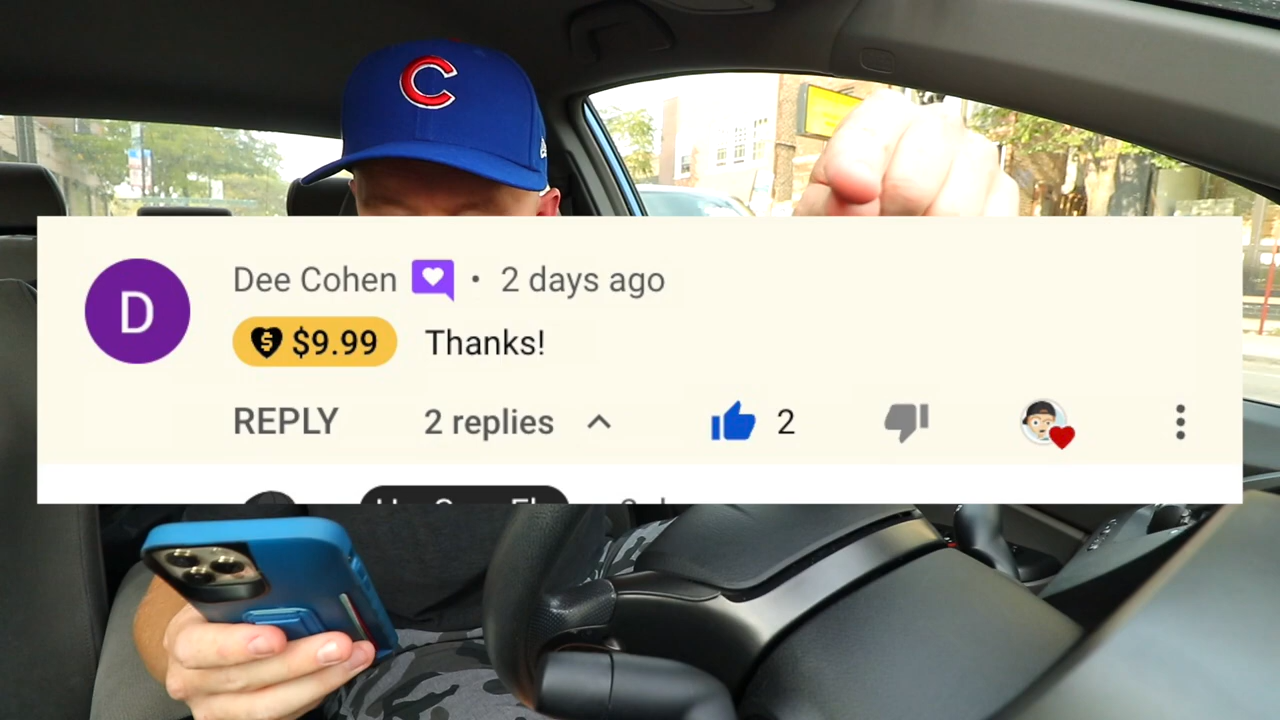 C
D
Dee Cohen • 2 days ago
$9.99 Thanks!
REPLY 2 replies 2